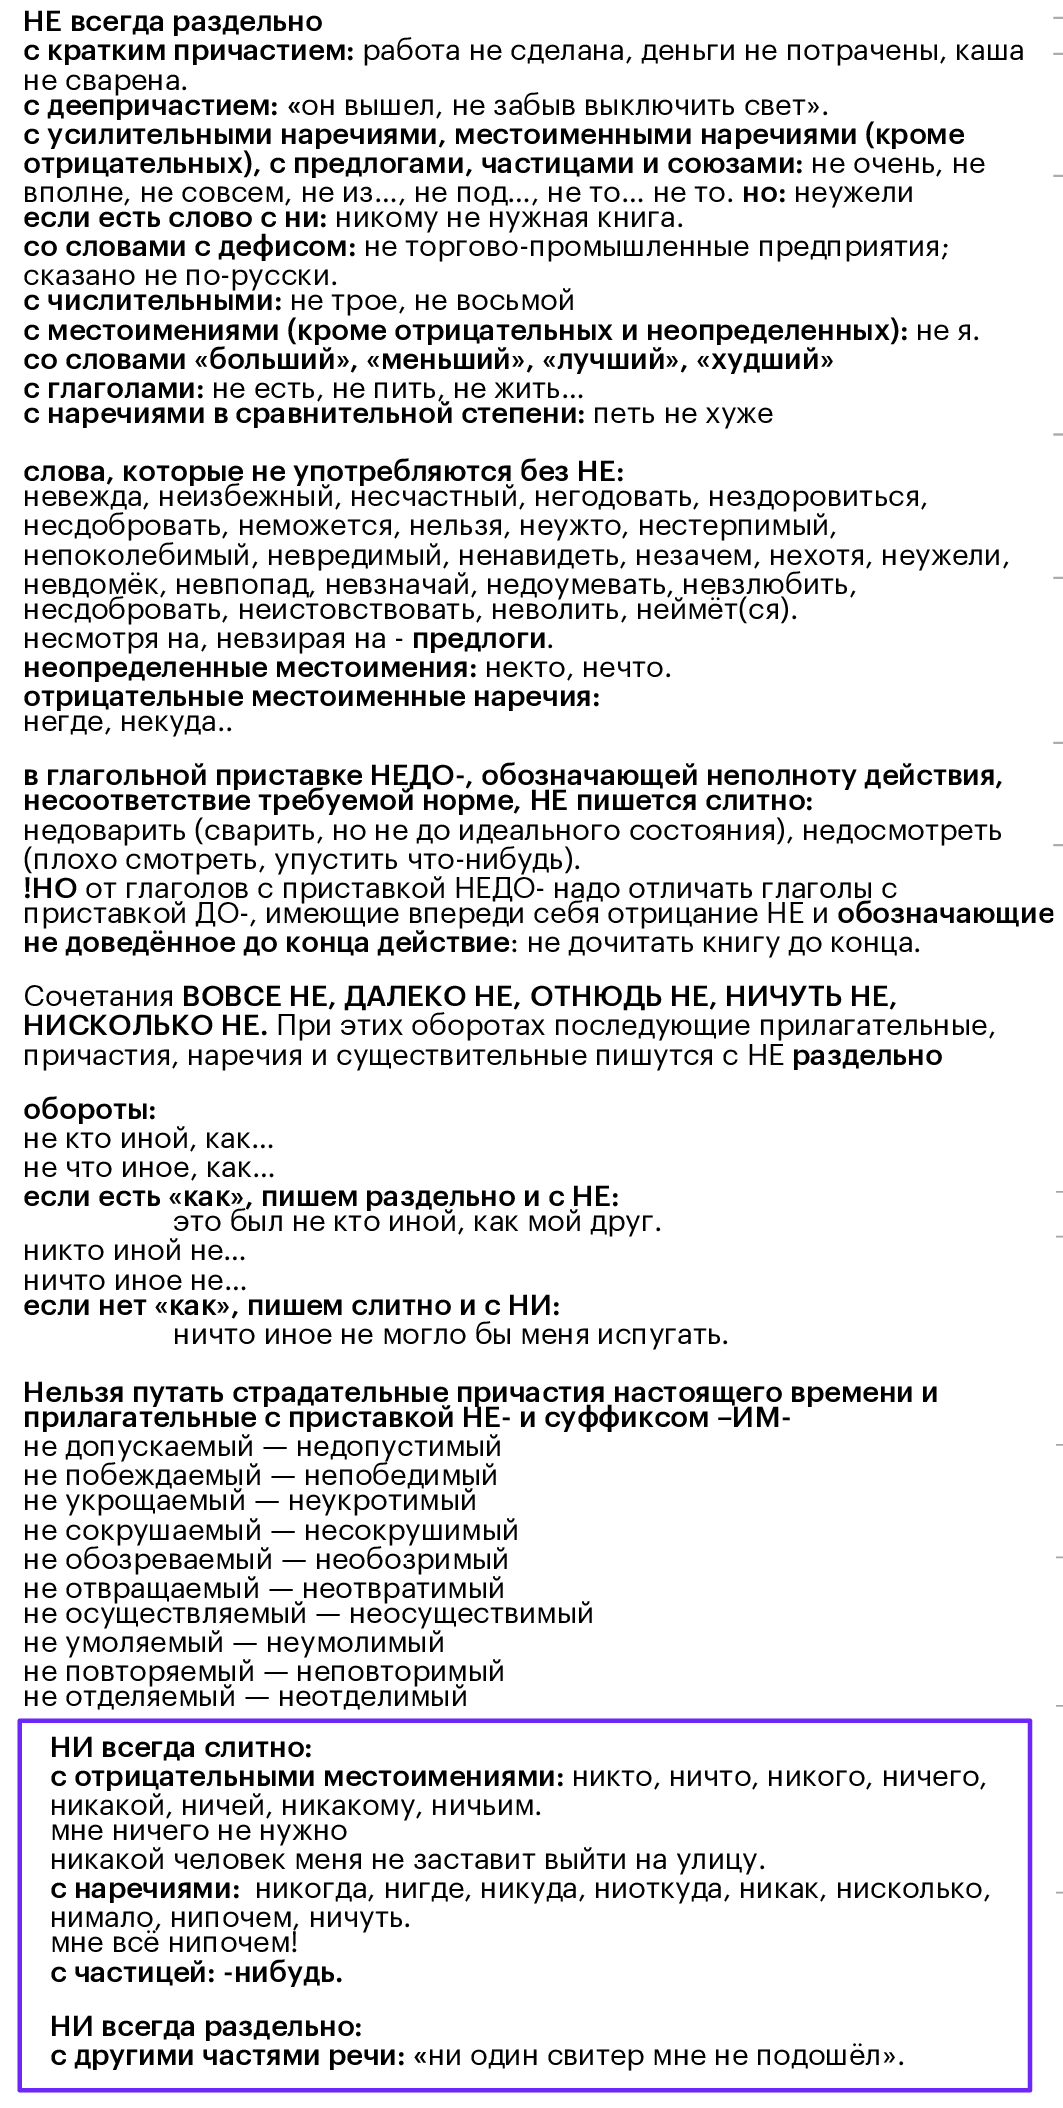 НЕ всегда раздельно
с кратким причастием: работа не сделана, деньги не потрачены, каша
не сварена.
с деепричастием: «он вышел, не забыв выключить свет».
с усилительными наречиями, местоименными наречиями (кроме
отрицательных), с предлогами, частицами и союзами: не очень, не
вполне, не совсем, не из…, не под…, не то… не то. но: неужели
если есть слово с ни: никому не нужная книга.
со словами с дефисом: не торгово-промышленные предприятия;
сказано не по-русски.
с числительными: не трое, не восьмой
с местоимениями (кроме отрицательных и неопределенных): не я.
со словами «больший», «меньший», «лучший», «худший»
с глаголами: не есть, не пить, не жить…
с наречиями в сравнительной степени: петь не хуже
слова, которые не употребляются без НЕ:
невежда, неизбежный, несчастный, негодовать, нездоровиться,
несдобровать, неможется, нельзя, неужто, нестерпимый,
непоколебимый, невредимый, ненавидеть, незачем, нехотя, неужели,
невдомёк, невпопад, невзначай, недоумевать, невзлюбить,
несдобровать, неистовствовать, неволить, неймёт(ся).
несмотря на, невзирая на - предлоги.
неопределенные местоимения: некто, нечто.
отрицательные местоименные наречия:
негде, некуда..
в глагольной приставке НЕДО-, обозначающей неполноту действия,
несоответствие требуемой норме, НЕ пишется слитно:
недоварить (сварить, но не до идеального состояния), недосмотреть
(плохо смотреть, упустить что-нибудь).
!НО от глаголов с приставкой НЕДО- надо отличать глаголы с
приставкой ДО-, имеющие впереди себя отрицание НЕ и обозначающие
не доведённое до конца действие: не дочитать книгу до конца.
Сочетания ВОВСЕ НЕ, ДАЛЕКО НЕ, ОТНЮДЬ НЕ, НИЧУТЬ НЕ,
НИСКОЛЬКО НЕ. При этих оборотах последующие прилагательные,
причастия, наречия и существительные пишутся с НЕ раздельно
обороты:
не кто иной, как…
не что иное, как…
если есть «как», пишем раздельно и с НЕ:
это был не кто иной, как мой друг.
никто иной не…
ничто иное не…
если нет «как», пишем слитно и с НИ:
ничто иное не могло бы меня испугать.
Нельзя путать страдательные причастия настоящего времени и
прилагательные с приставкой НЕ- и суффиксом –ИМ-
не допускаемый — недопустимый
не побеждаемый — непобедимый
не укрощаемый — неукротимый
не сокрушаемый — несокрушимый
не обозреваемый — необозримый
не отвращаемый — неотвратимый
не осуществляемый — неосуществимый
не умоляемый — неумолимый
не повторяемый — неповторимый
не отделяемый — неотделимый
НИ всегда слитно:
с отрицательными местоимениями: никто, ничто, никого, ничего,
никакой, ничей, никакому, ничьим.
мне ничего не нужно
никакой человек меня не заставит выйти на улицу.
с наречиями: никогда, нигде, никуда, ниоткуда, никак, нисколько,
нимало, нипочем, ничуть.
мне всё нипочем!
с частицей: -нибудь.
НИ всегда раздельно:
с другими частями речи: «ни один свитер мне не подошёл».